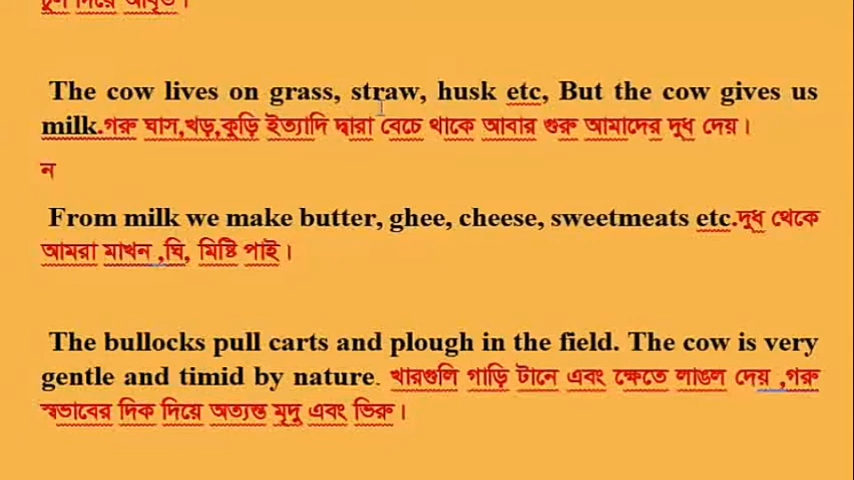 চুল দিয়ে আবৃত।
The cow lives on grass, straw, husk etc, But the cow gives us
milk.গরু ঘাস,খড়,কুড়ি ইত্যাদি দ্বারা বেচে থাকে আবার গুরু আমাদের দুধ দেয়।
ন
From milk we make butter, ghee, cheese, sweetmeats etc.দুধ থেকে
আমরা মাখন ,ঘি, মিষ্টি পাই।
The bullocks pull carts and plough in the field. The cow is very
gentle and timid by nature. খারগুলি গাড়ি টানে এবং ক্ষেতে লাঙল দেয় ,গরু
স্বভাবের দিক দিয়ে অত্যন্ত মৃদু এবং ভিরু।